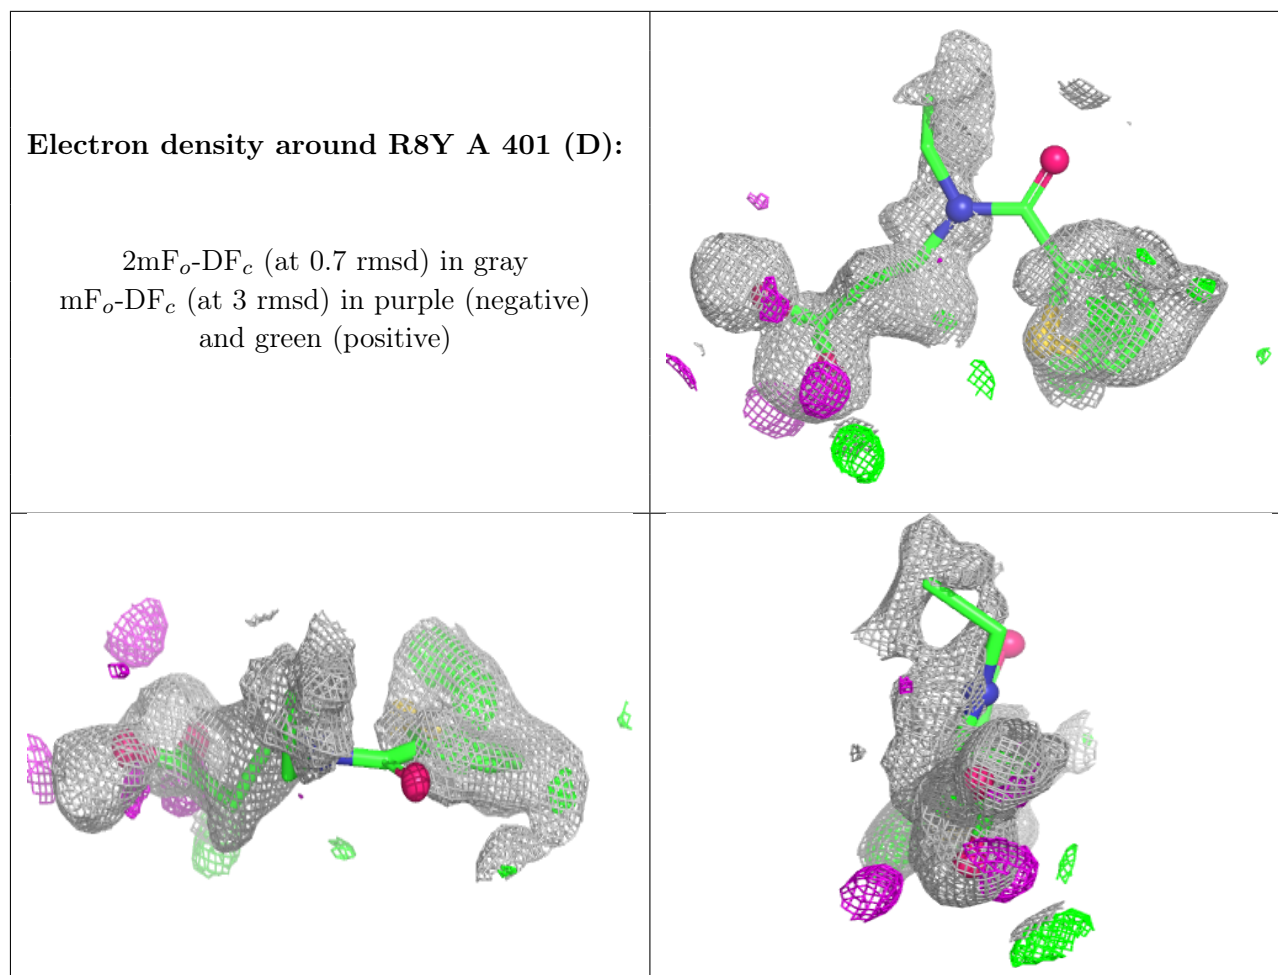 Electron density around R8Y A 401 (D):
2mFo-DFc (at 0.7 rmsd) in gray
mFo-DFc (at 3 rmsd) in purple (negative)
and green (positive)